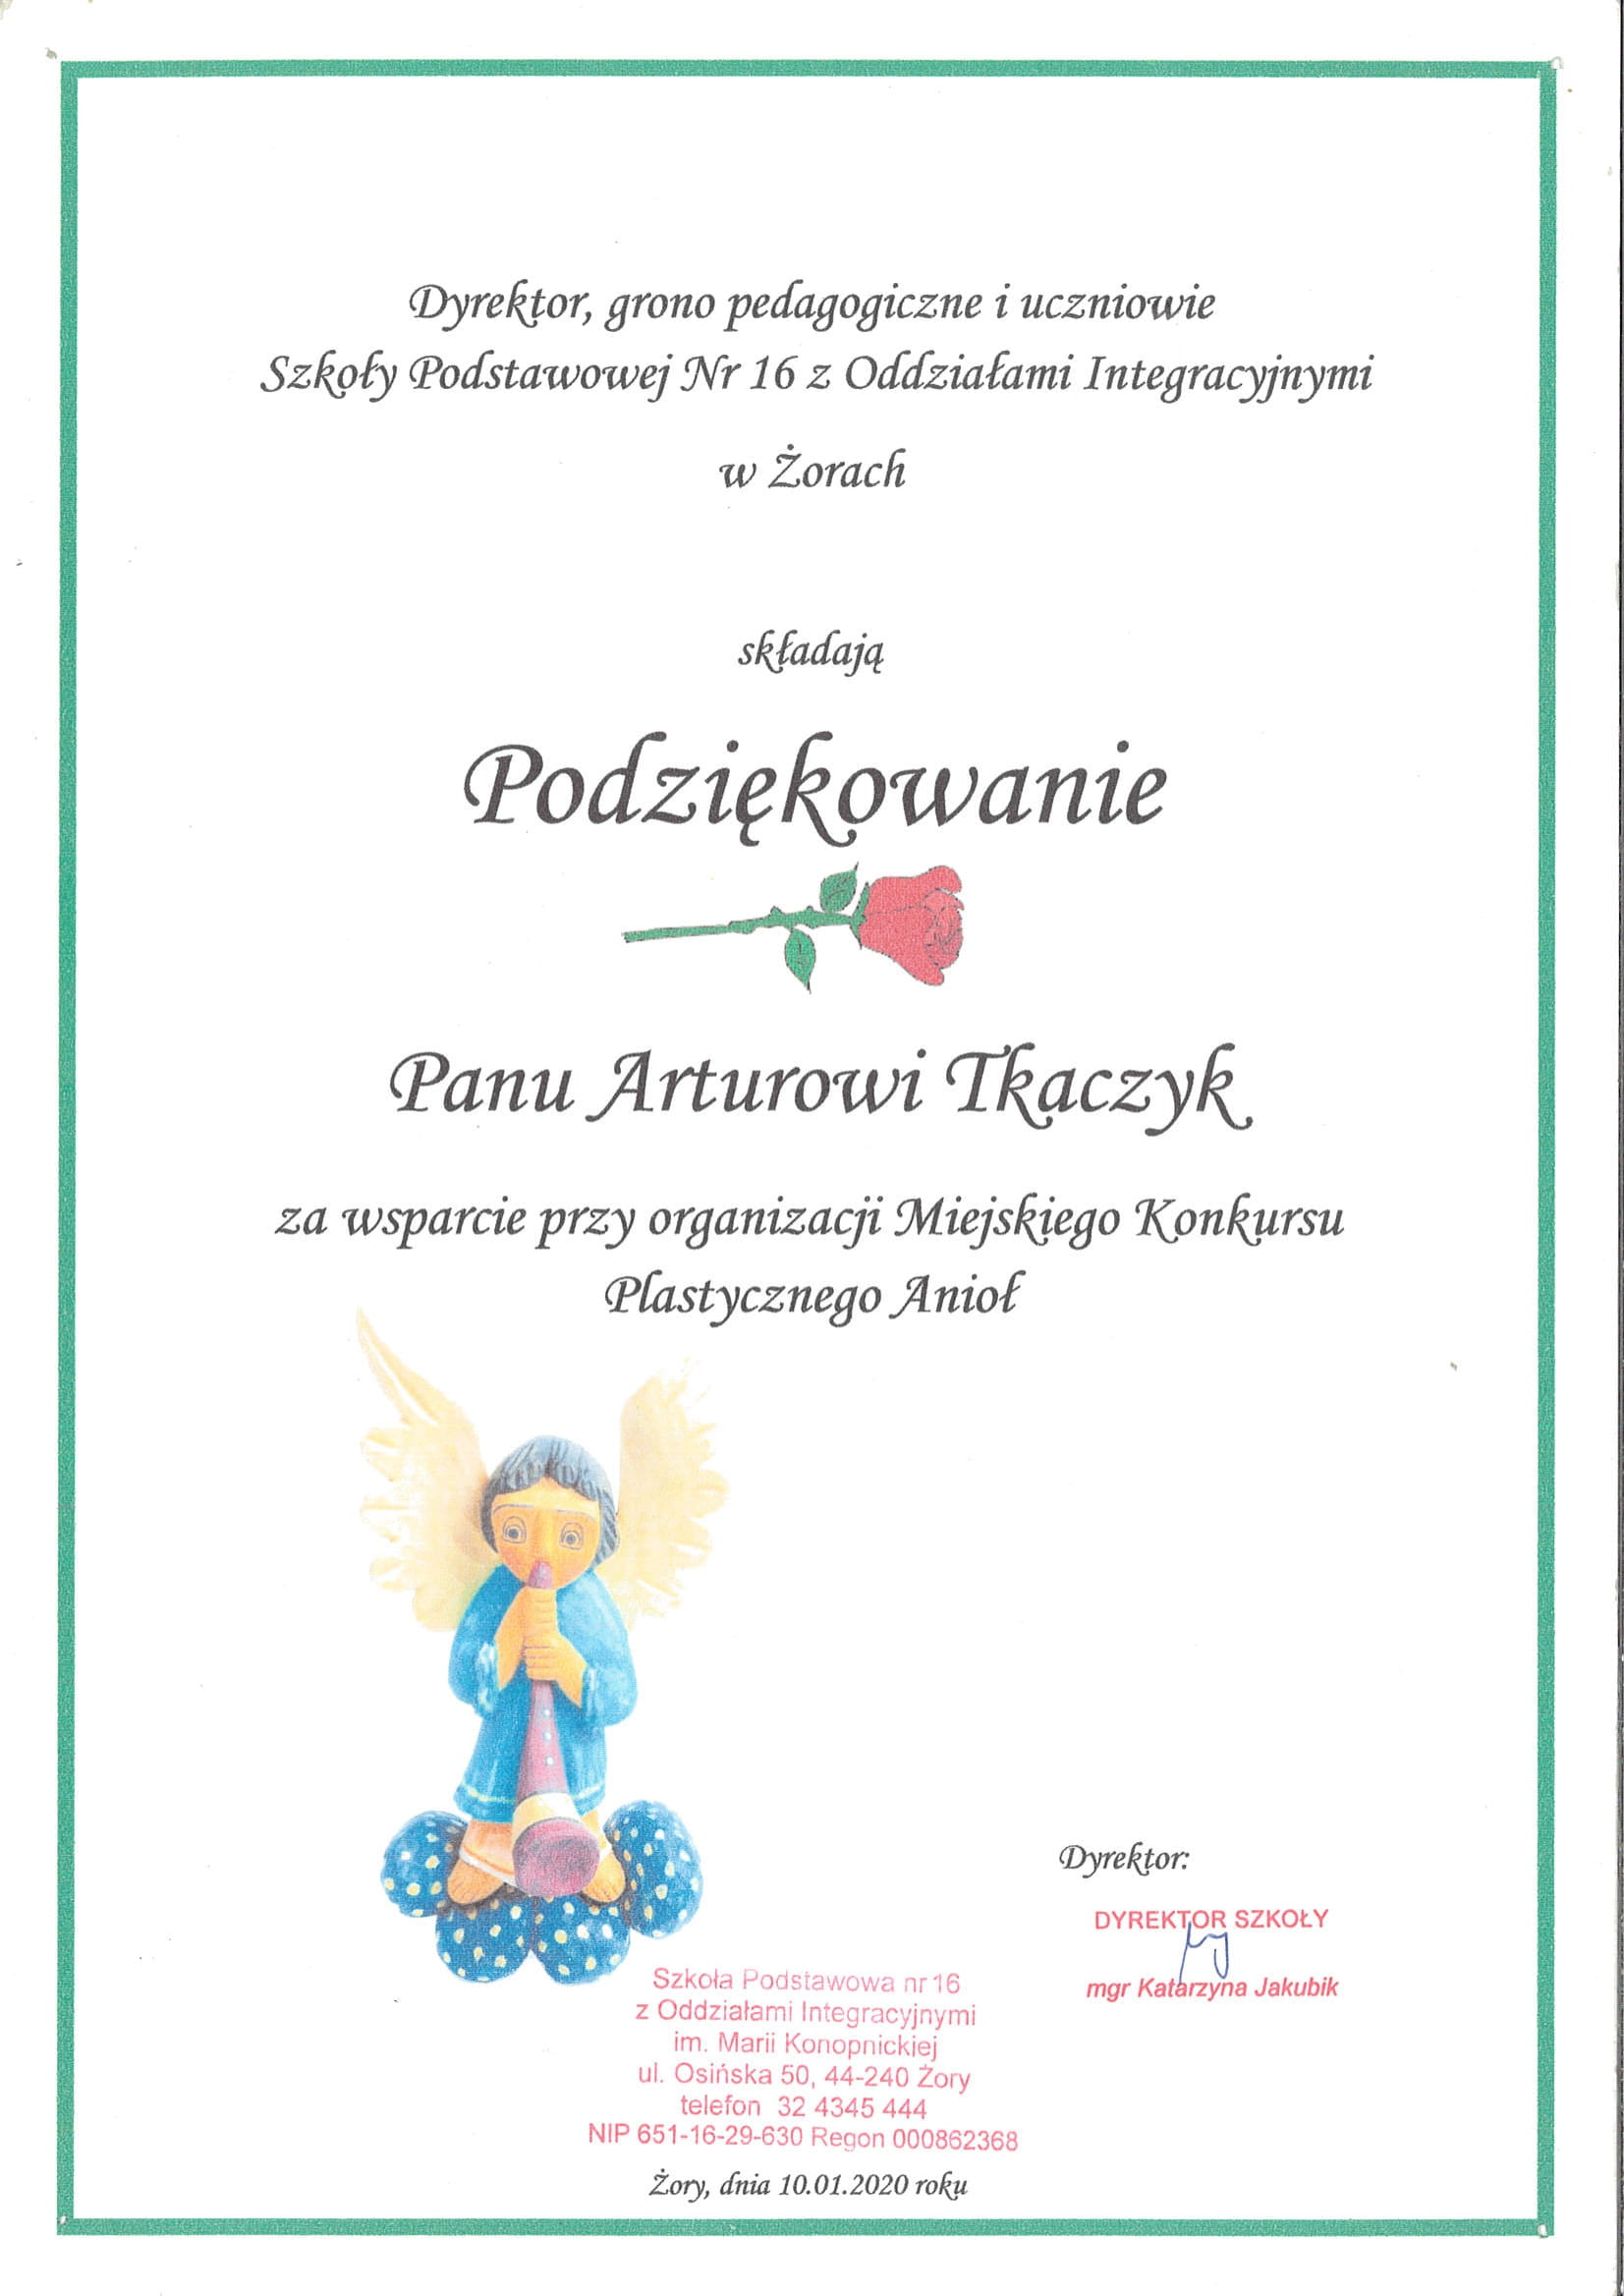 Dyrektor, grono pedagogiczne i uczniowie
Szkoły Podstawowej Nr 16 z Oddziałami Integracyjnymi
w Żorach
składają
Podziękowanie
Panu Arturowi Tkaczyk
za wsparcie przy organizacji Miejskiego Konkursu
Plastycznego Anioł
Dyrektor:
DYREKTOR SZKOŁY
mgr Katarzyna Jakubik
Szkoła Podstawowa nr 16
z Oddziałami Integracyjnymi
im. Marii Konopnickiej
ul. Osińska 50, 44-240 Żory
telefon 32 4345 444
NIP 651-16-29-630 Regon 000862368
Żory, dnia 10.01.2020 roku